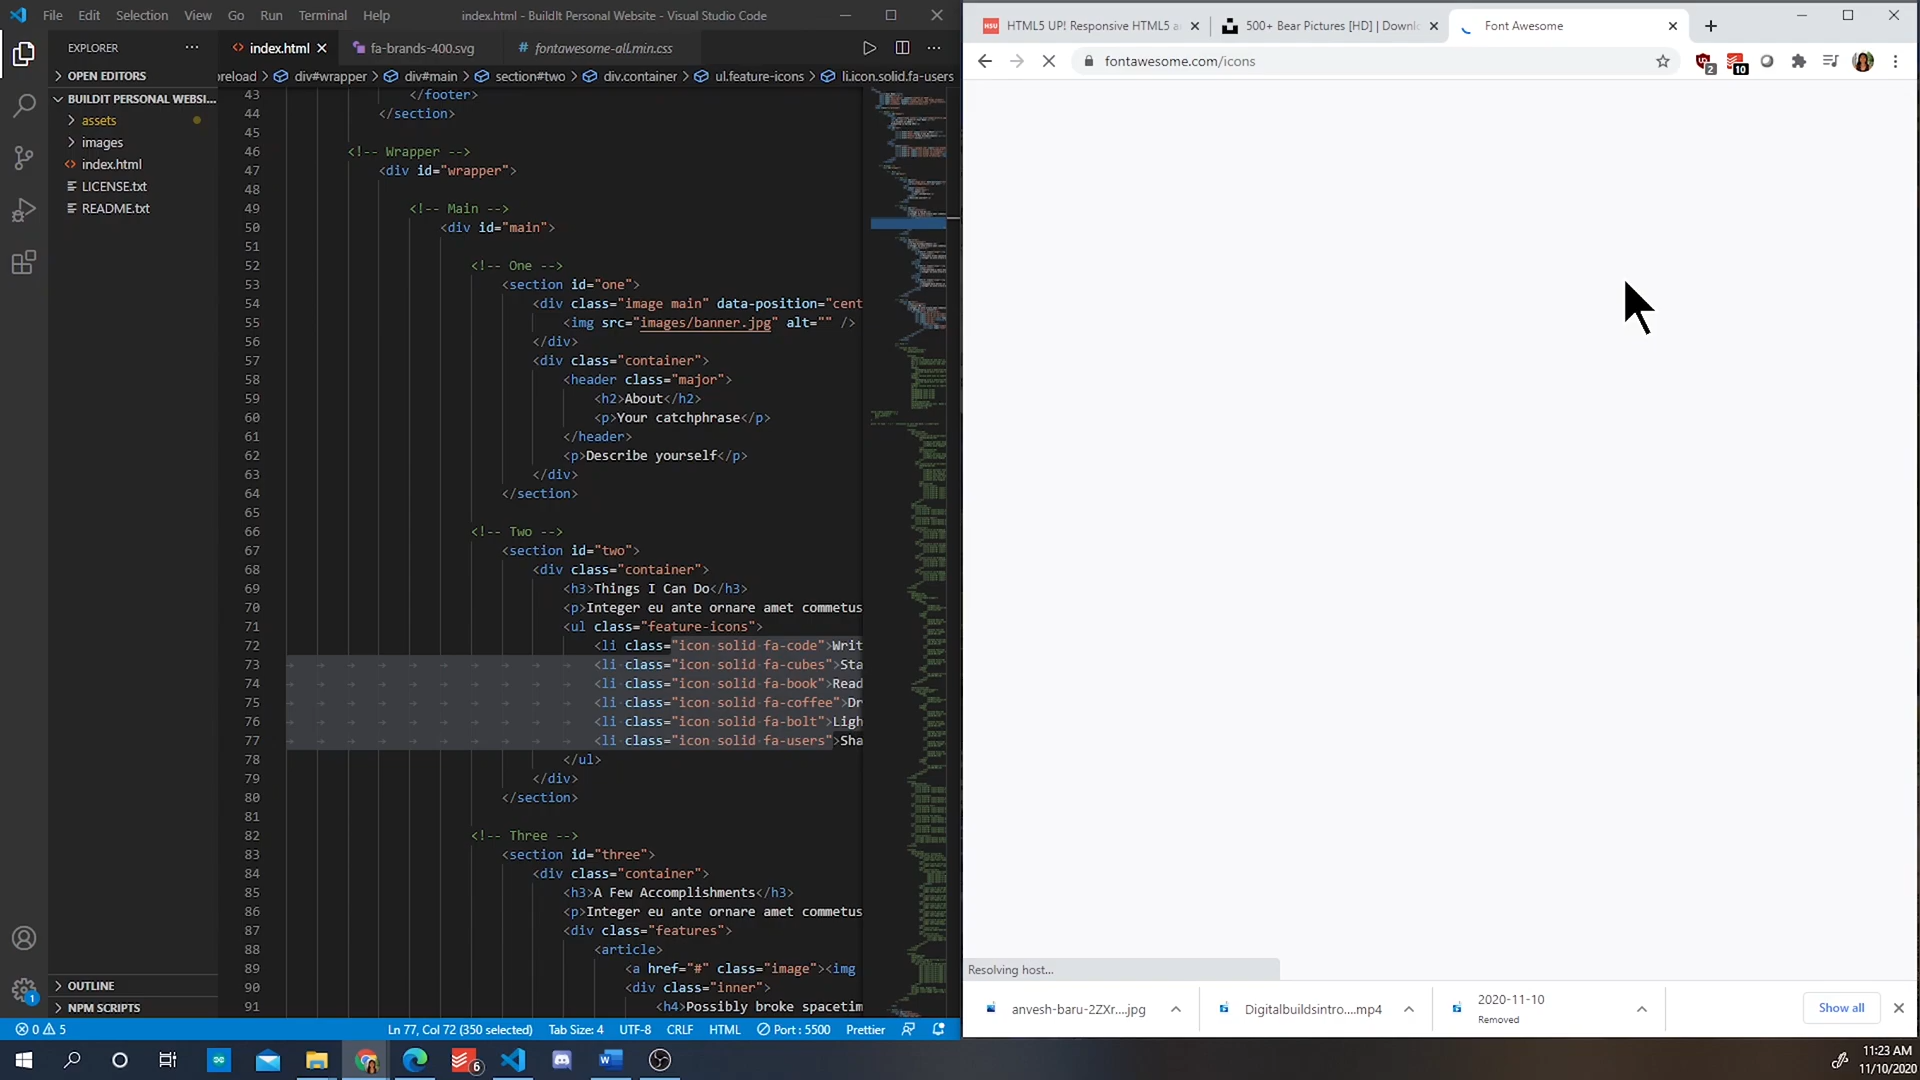 File Edit Selection View Go Run Terminal Help
index.html - BuildIt Personal Website - Visual Studio Code
EXPLORER
OPEN EDITORS
BUILDIT PERSONAL WEBSI...
assets
images
index.html
LICENSE.txt
README.txt
OUTLINE
NPM SCRIPTS
index.html fa-brands-400.svg fontawesome-all.min.css
reload > div#wrapper > div#main > section#two > div.container > ul.feature-icons > li.icon.solid.fa-users
43 </footer>
44 </section>
45
46 <!-- Wrapper -->
47 <div id="wrapper">
48
49 <!-- Main -->
50 <div id="main">
51
52 <!-- One -->
53 <section id="one">
54 <div class="image main" data-position="cent
55 <img src="images/banner.jpg" alt="" />
56 </div>
57 <div class="container">
58 <header class="major">
59 <h2>About</h2>
60 <p>Your catchphrase</p>
61 </header>
62 <p>Describe yourself</p>
63 </div>
64 </section>
65
66 <!-- Two -->
67 <section id="two">
68 <div class="container">
69 <h3>Things I Can Do</h3>
70 <p>Integer eu ante ornare amet commetus
71 <ul class="feature-icons">
72 <li class="icon solid fa-code">Writ
73 <li class="icon solid fa-cubes">Sta
74 <li class="icon solid fa-book">Read
75 <li class="icon solid fa-coffee">Dr
76 <li class="icon solid fa-bolt">Ligh
77 <li class="icon solid fa-users">Sha
78 </ul>
79 </div>
80 </section>
81
82 <!-- Three -->
83 <section id="three">
84 <div class="container">
85 <h3>A Few Accomplishments</h3>
86 <p>Integer eu ante ornare amet commetus
87 <div class="features">
88 <article>
89 <a href="#" class="image"><img
90 <div class="inner">
91 <h4>Possibly broke spacetim
0 5 Ln 77, Col 72 (350 selected) Tab Size: 4 UTF-8 CRLF HTML Port : 5500 Prettier
1
HTML5 UP! Responsive HTML5 a 500+ Bear Pictures [HD] | Downl Font Awesome
fontawesome.com/icons
2 10
Resolving host...
anvesh-baru-2ZXr....jpg Digitalbuildsintro....mp4 2020-11-10
Removed
Show all
6
11:23 AM
11/10/2020